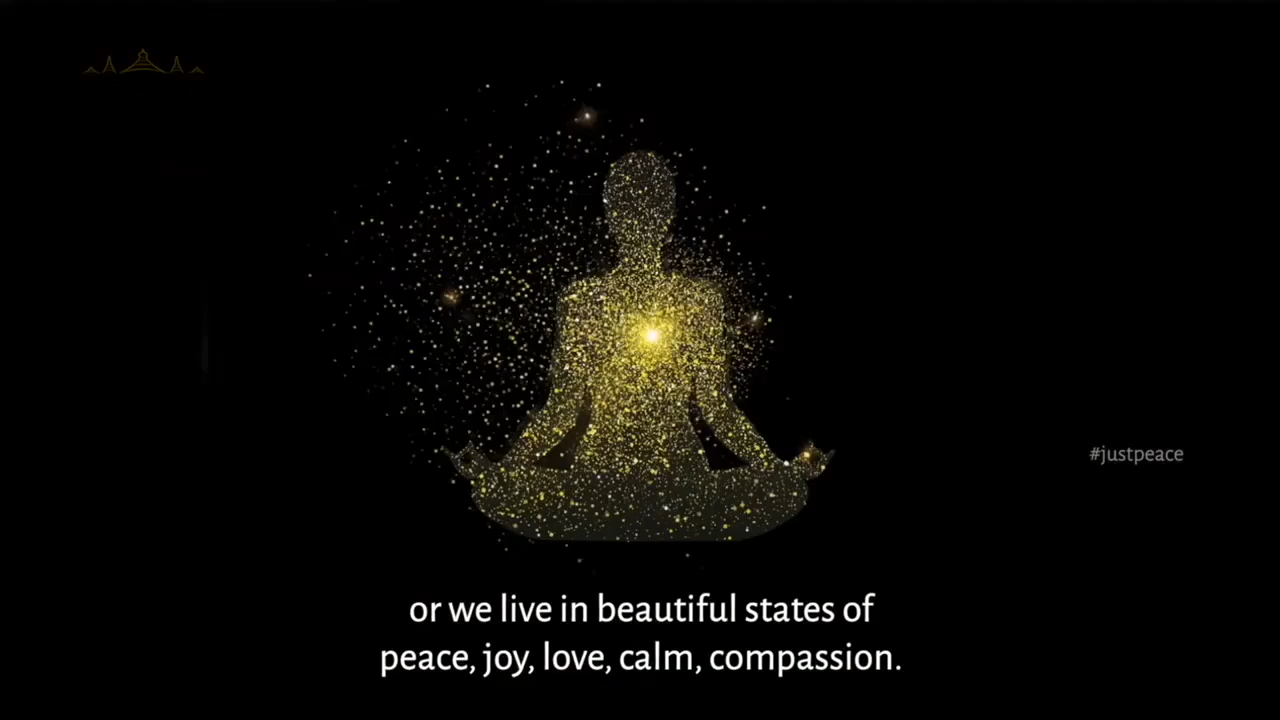 #justpeace
or we live in beautiful states of
peace, joy, love, calm, compassion.